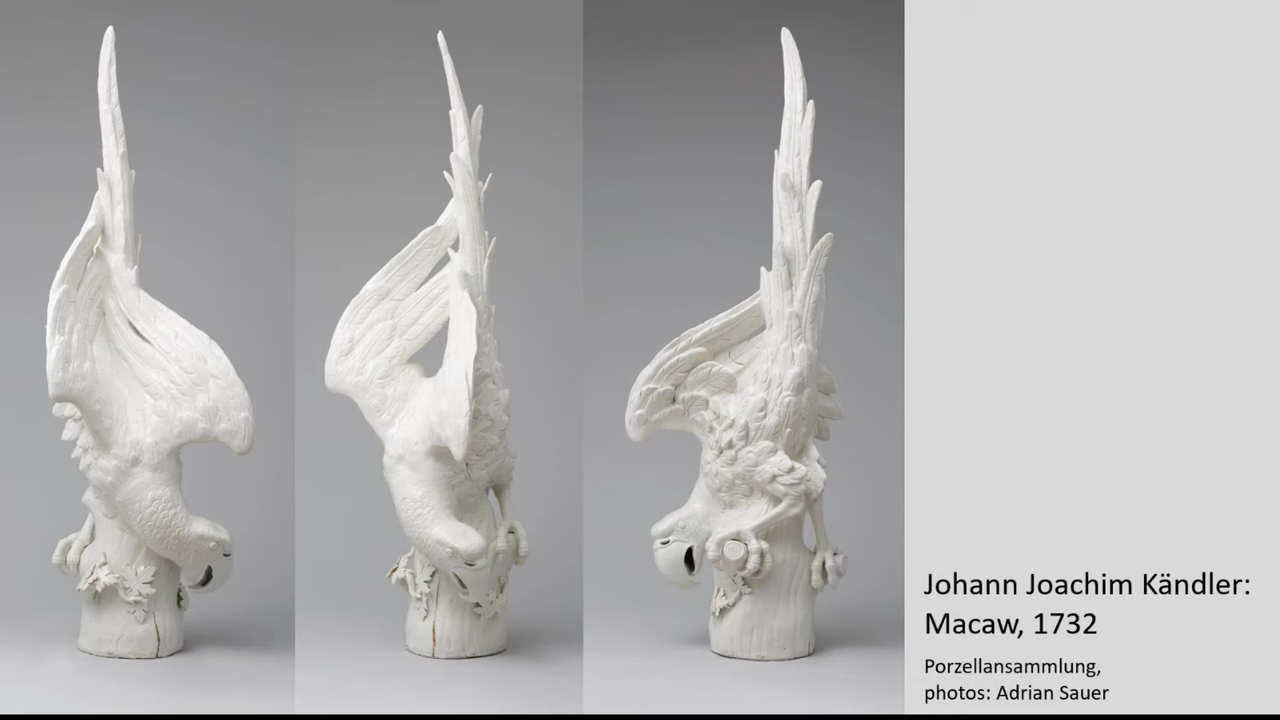 Johann Joachim Kändler:
Macaw, 1732
Porzellansammlung,
photos: Adrian Sauer